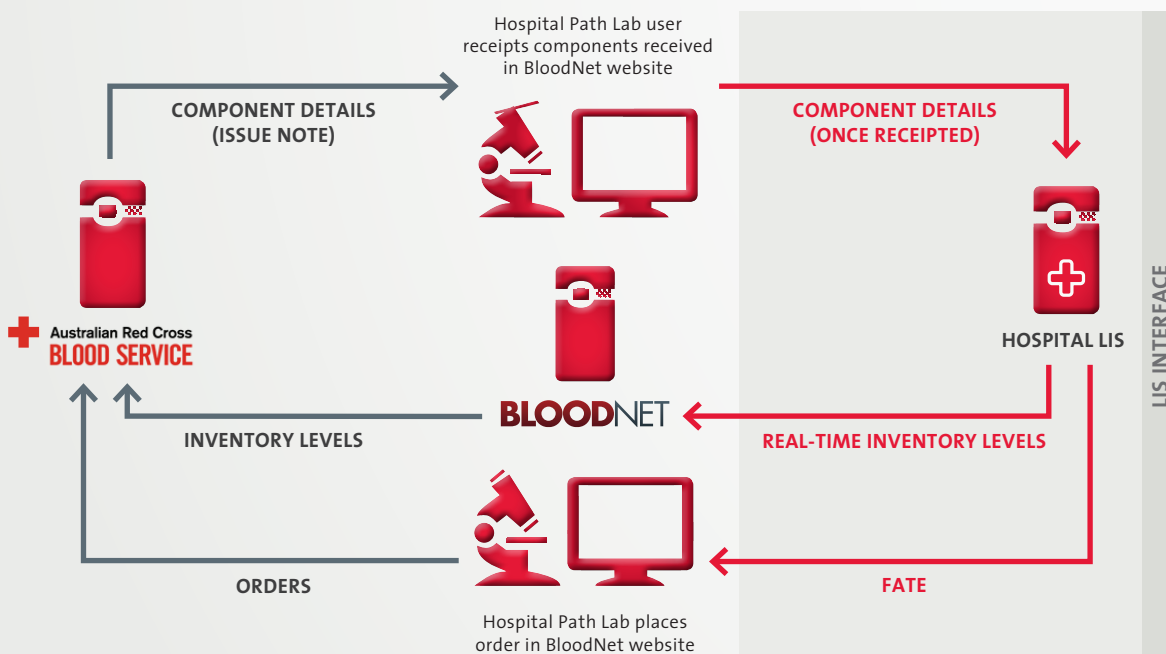 Hospital Path Lab user
receipts components received
in BloodNet website
COMPONENT DETAILS
(ISSUE NOTE)
COMPONENT DETAILS
(ONCE RECEIPTED)
Australian Red Cross
BLOOD SERVICE
HOSPITAL LIS
LIS INTERFACE
BLOODNET
INVENTORY LEVELS
REAL-TIME INVENTORY LEVELS
ORDERS
FATE
Hospital Path Lab places
order in BloodNet website